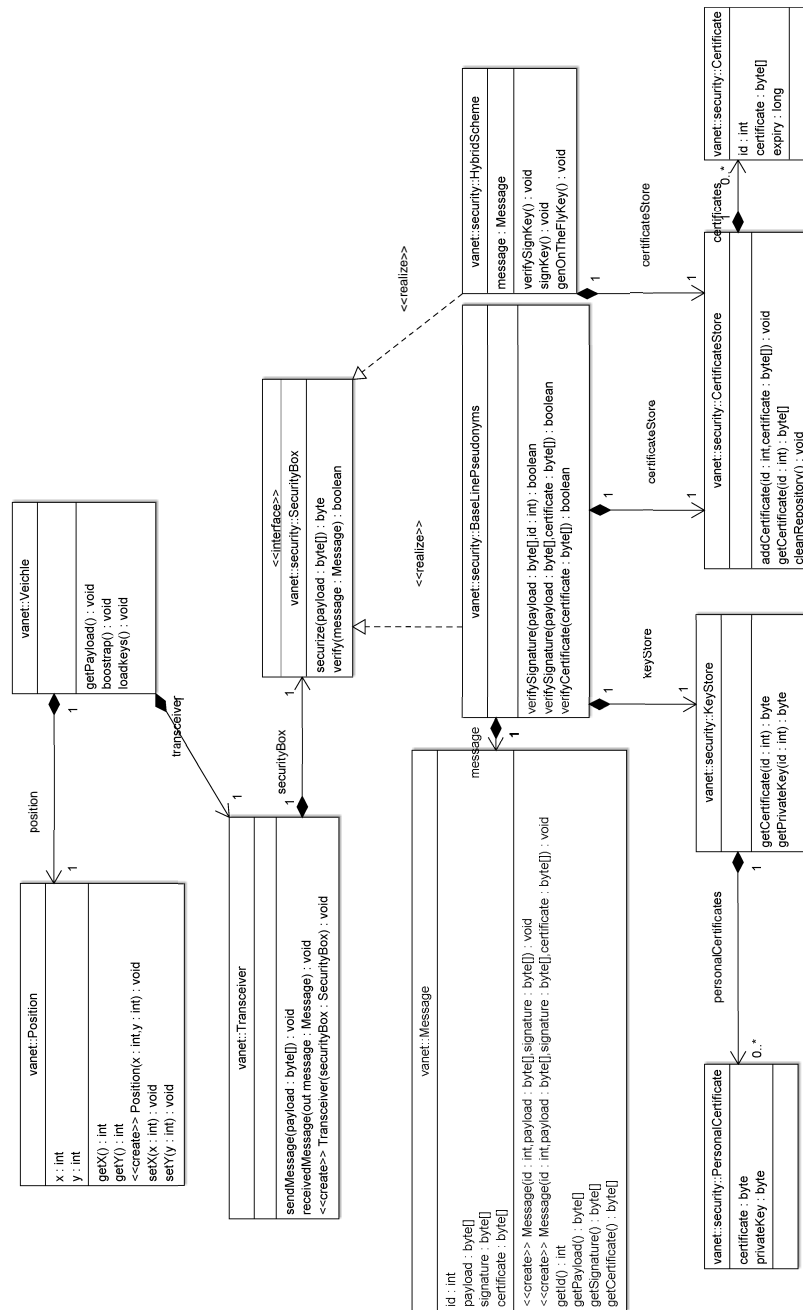 vanet::Veichle
getPayload() : void
boostrap() : void
loadkeys() : void
1
position
1
1
transceiver
1
vanet::Position
x : int
y : int
getX() : int
getY() : int
<<create>> Position(x : int,y : int) : void
setX(x : int) : void
setY(y : int) : void
vanet::Transceiver
sendMessage(payload : byte[]) : void
receivedMessage(out message : Message) : void
<<create>> Transceiver(securityBox : SecurityBox) : void
1
securityBox
1
<<interface>>
vanet::security::SecurityBox
securize(payload : byte[]) : byte
verify(message : Message) : boolean
<<realize>>
<<realize>>
vanet::security::HybridScheme
message : Message
verifySignKey() : void
signKey() : void
genOnTheFlyKey() : void
1
certificateStore
1
vanet::security::BaseLinePseudonyms
verifySignature(payload : byte[],id : int) : boolean
verifySignature(payload : byte[],certificate : byte[]) : boolean
verifyCertificate(certificate : byte[]) : boolean
1
certificateStore
1
1
keyStore
1
message
1
vanet::Message
id : int
payload : byte[]
signature : byte[]
certificate : byte[]
<<create>> Message(id : int,payload : byte[],signature : byte[]) : void
<<create>> Message(id : int,payload : byte[],signature : byte[],certificate : byte[]) : void
getId() : int
getPayload() : byte[]
getSignature() : byte[]
getCertificate() : byte[]
vanet::security::Certificate
id : int
certificate : byte[]
expiry : long
certificates
1
0..*
vanet::security::CertificateStore
addCertificate(id : int,certificate : byte[]) : void
getCertificate(id : int) : byte[]
cleanRepository() : void
vanet::security::KeyStore
getCertificate(id : int) : byte
getPrivateKey(id : int) : byte
1
personalCertificates
0..*
vanet::security::PersonalCertificate
certificate : byte
privateKey : byte